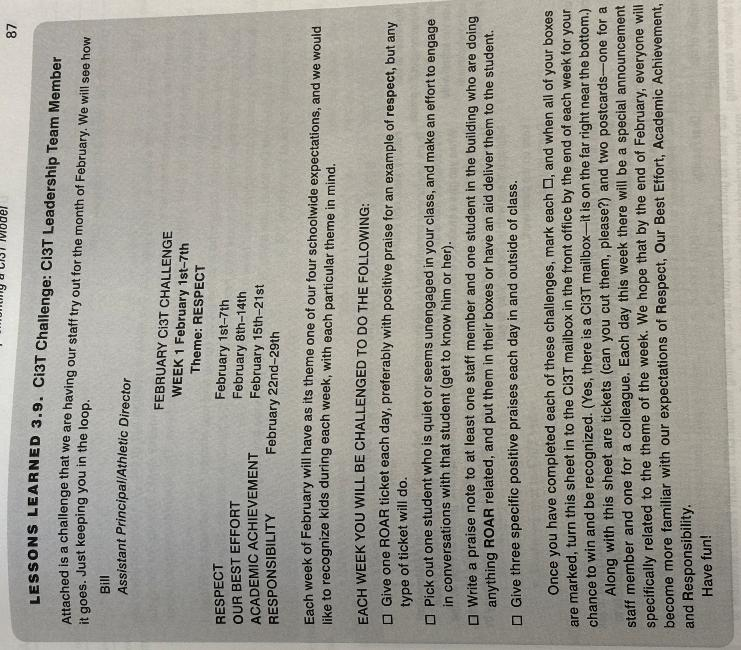 87
a Ci3T Model
LESSONS LEARNED 3.9. Ci3T Challenge: Ci3T Leadership Team Member
Attached is a challenge that we are having our staff try out for the month of February. We will see how
it goes. Just keeping you in the loop.
Bill
Assistant Principal/Athletic Director
FEBRUARY Ci3T CHALLENGE
WEEK 1 February 1st–7th
Theme: RESPECT
RESPECT February 1st–7th
OUR BEST EFFORT February 8th–14th
ACADEMIC ACHIEVEMENT February 15th–21st
RESPONSIBILITY February 22nd–29th
Each week of February will have as its theme one of our four schoolwide expectations, and we would
like to recognize kids during each week, with each particular theme in mind.
EACH WEEK YOU WILL BE CHALLENGED TO DO THE FOLLOWING:
☐ Give one ROAR ticket each day, preferably with positive praise for an example of respect, but any
type of ticket will do.
☐ Pick out one student who is quiet or seems unengaged in your class, and make an effort to engage
in conversations with that student (get to know him or her).
☐ Write a praise note to at least one staff member and one student in the building who are doing
anything ROAR related, and put them in their boxes or have an aid deliver them to the student.
☐ Give three specific positive praises each day in and outside of class.
Once you have completed each of these challenges, mark each ☐, and when all of your boxes
are marked, turn this sheet in to the Ci3T mailbox in the front office by the end of each week for your
chance to win and be recognized. (Yes, there is a Ci3T mailbox—it is on the far right near the bottom.)
Along with this sheet are tickets (can you cut them, please?) and two postcards—one for a
staff member and one for a colleague. Each day this week there will be a special announcement
specifically related to the theme of the week. We hope that by the end of February, everyone will
become more familiar with our expectations of Respect, Our Best Effort, Academic Achievement,
and Responsibility.
Have fun!